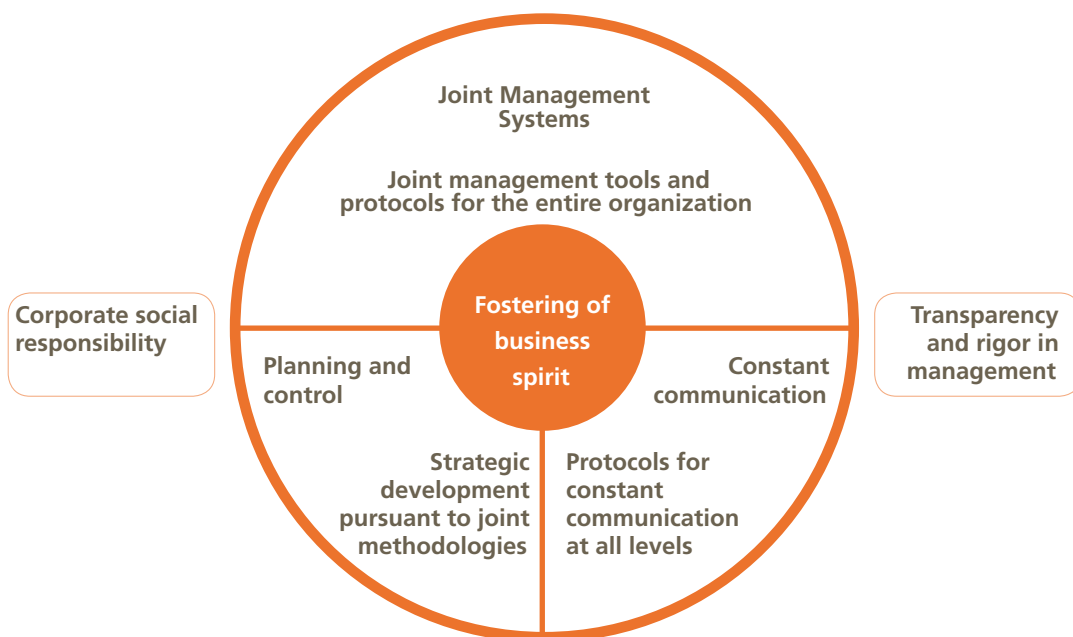 Joint Management
Systems
Joint management tools and
protocols for the entire organization
Fostering of
business
spirit
Corporate social
responsibility
Transparency
and rigor in
management
Planning and
control
Constant
communication
Strategic
development
pursuant to joint
methodologies
Protocols for
constant
communication
at all levels